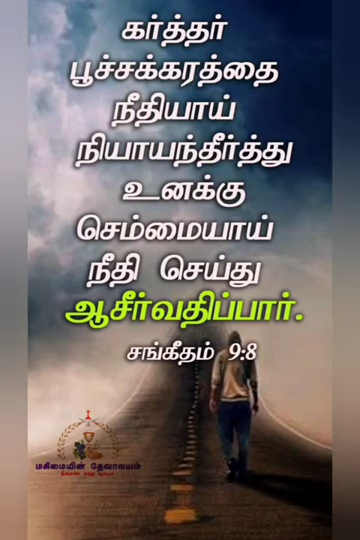 கர்த்தர்
பூச்சக்கரத்தை
நீதியாய்
நியாயந்தீர்த்து
உனக்கு
செம்மையாய்
நீதி செய்து
ஆசீர்வதிப்பார்.
சங்கீதம் 9:8
மகிமையின் தேவாலயம்